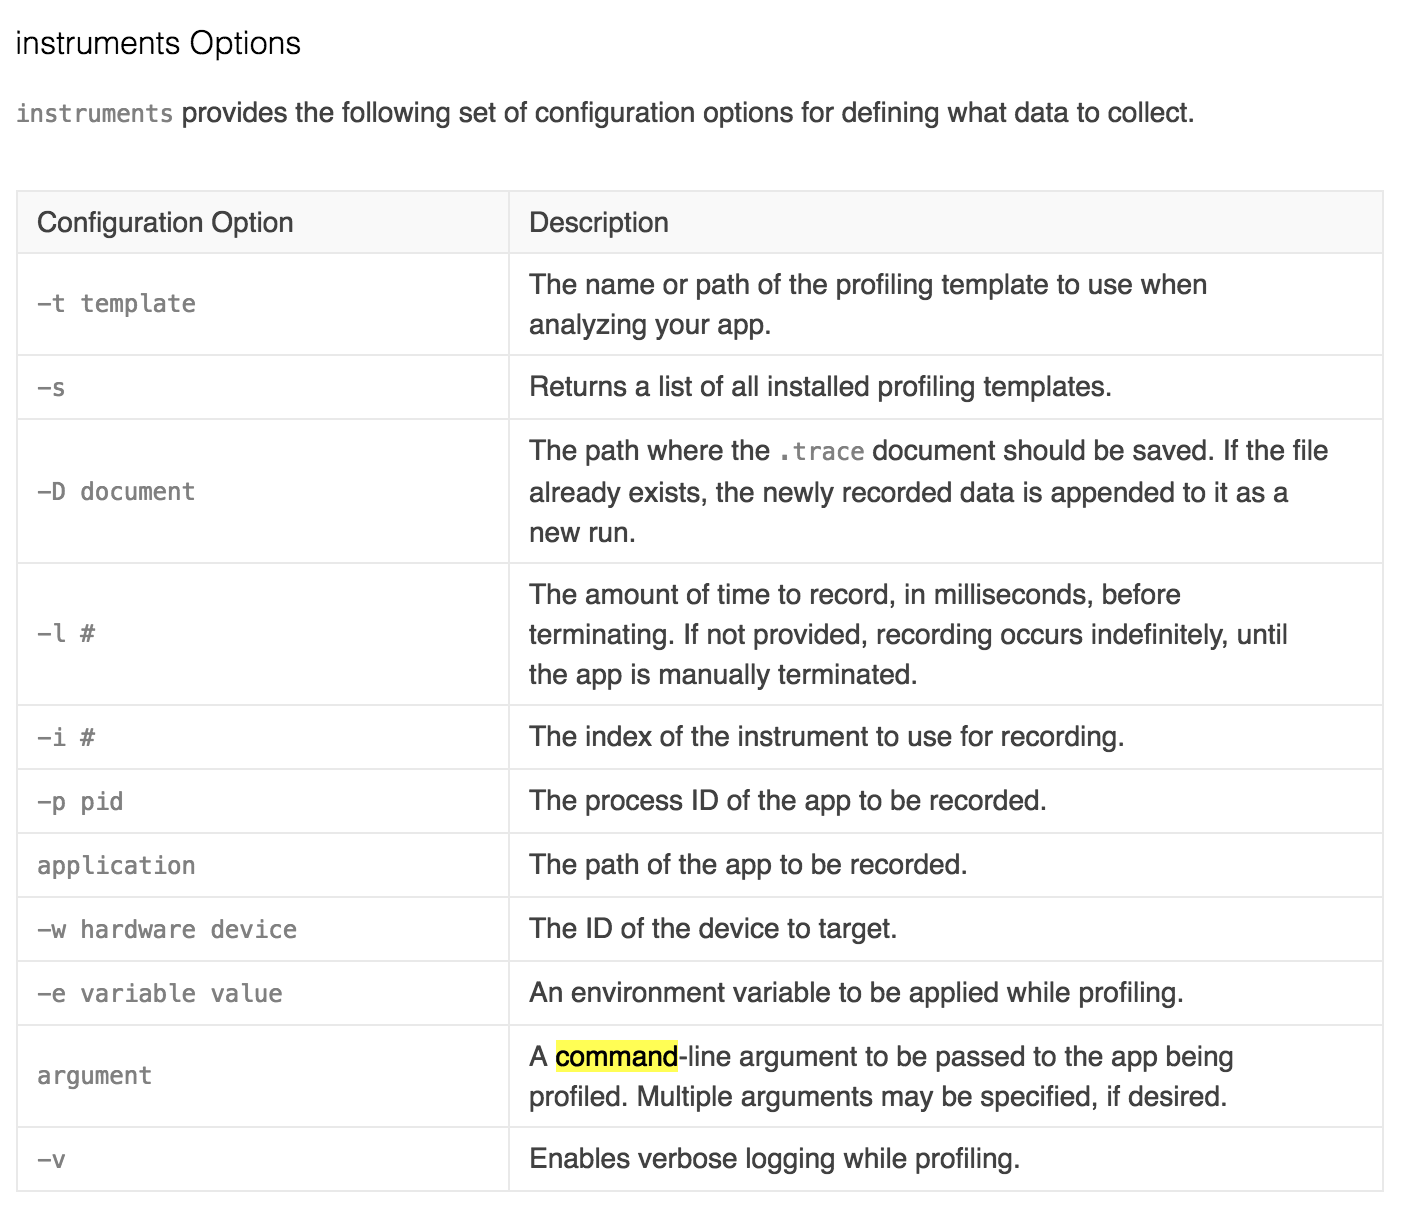 instruments Options
instruments provides the following set of configuration options for defining what data to collect.
Configuration Option
Description
-t template
The name or path of the profiling template to use when
analyzing your app.
-s
Returns a list of all installed profiling templates.
-D document
The path where the .trace document should be saved. If the file
already exists, the newly recorded data is appended to it as a
new run.
-l #
The amount of time to record, in milliseconds, before
terminating. If not provided, recording occurs indefinitely, until
the app is manually terminated.
-i #
The index of the instrument to use for recording.
-p pid
The process ID of the app to be recorded.
application
The path of the app to be recorded.
-w hardware device
The ID of the device to target.
-e variable value
An environment variable to be applied while profiling.
argument
A command-line argument to be passed to the app being
profiled. Multiple arguments may be specified, if desired.
-v
Enables verbose logging while profiling.